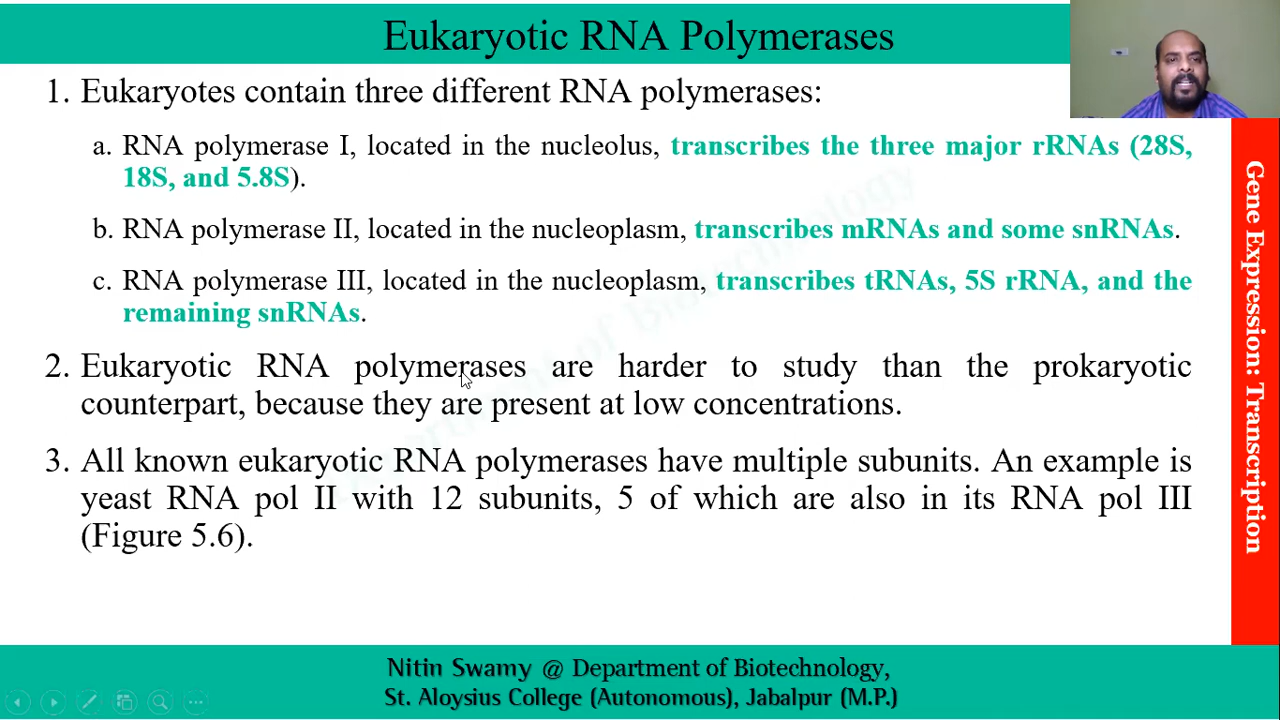 Eukaryotic RNA Polymerases
1. Eukaryotes contain three different RNA polymerases:
a. RNA polymerase I, located in the nucleolus, transcribes the three major rRNAs (28S,
18S, and 5.8S).
b. RNA polymerase II, located in the nucleoplasm, transcribes mRNAs and some snRNAs.
c. RNA polymerase III, located in the nucleoplasm, transcribes tRNAs, 5S rRNA, and the
remaining snRNAs.
2. Eukaryotic RNA polymerases are harder to study than the prokaryotic
counterpart, because they are present at low concentrations.
3. All known eukaryotic RNA polymerases have multiple subunits. An example is
yeast RNA pol II with 12 subunits, 5 of which are also in its RNA pol III
(Figure 5.6).
Gene Expression: Transcription
Nitin Swamy @ Department of Biotechnology,
St. Aloysius College (Autonomous), Jabalpur (M.P.)
Department of Biotechnology